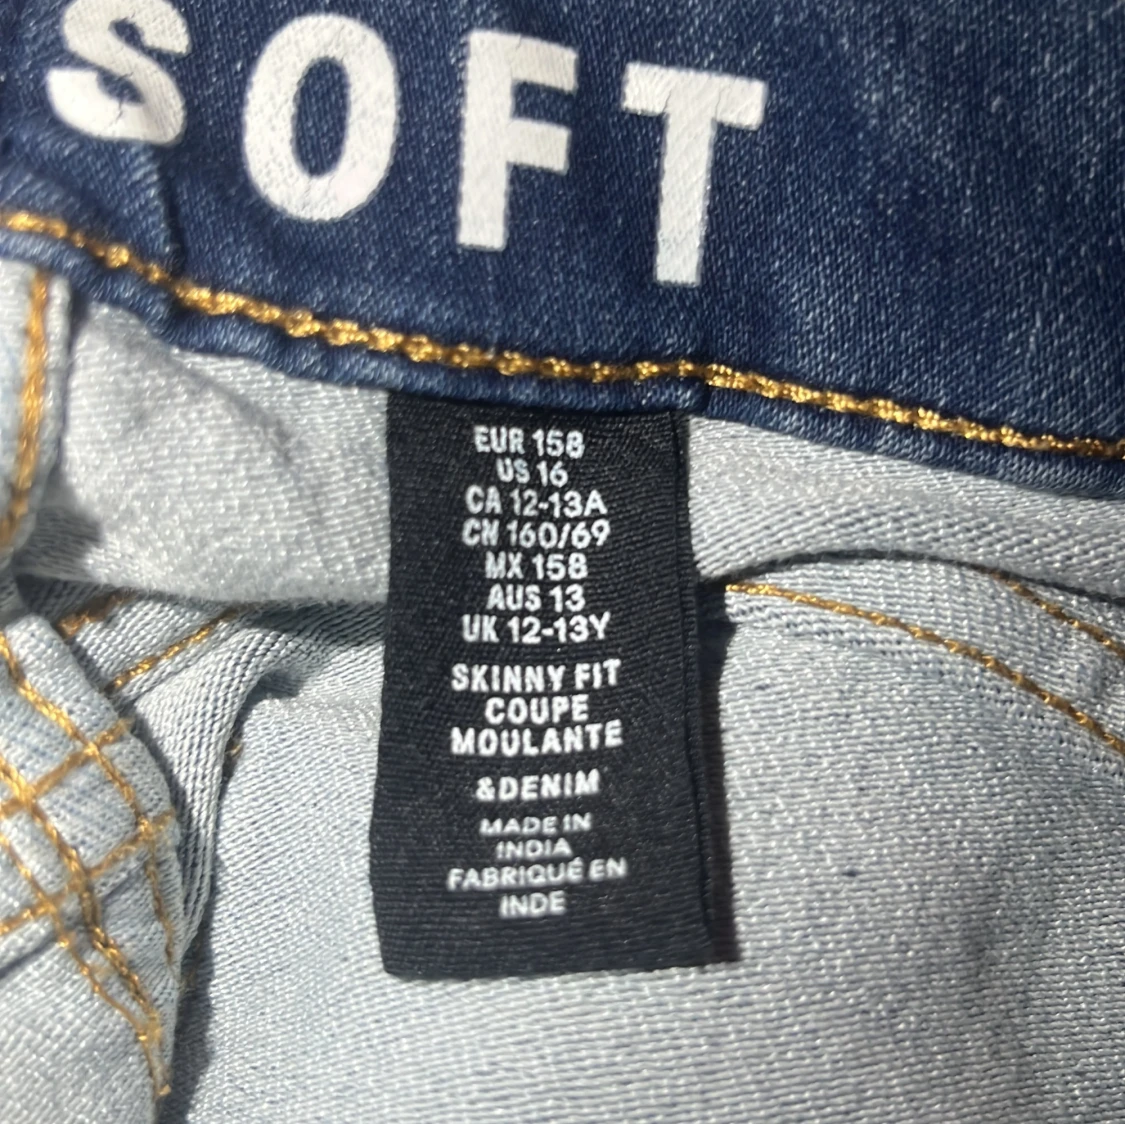 SOFT
EUR 158
US 16
CA 12-13A
CN 160/69
MX 158
AUS 13
UK 12-13Y
SKINNY FIT
COUPE
MOULANTE
&DENIM
MADE IN
INDIA
FABRIQUÉ EN
INDE